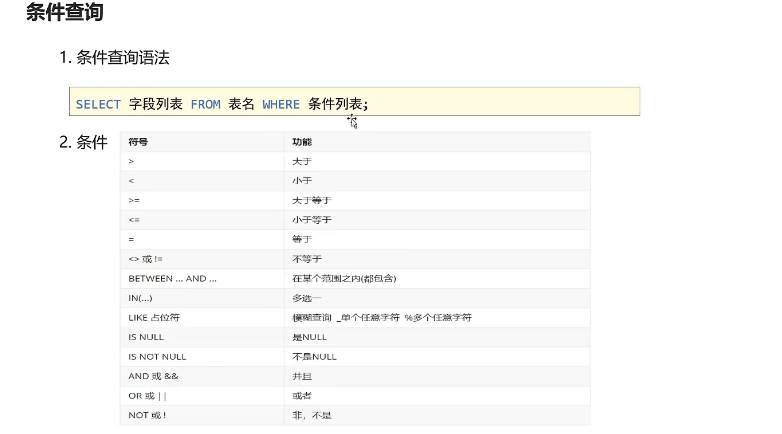 条件查询
1. 条件查询语法
SELECT 字段列表 FROM 表名 WHERE 条件列表;
2. 条件
符号 功能
> 大于
< 小于
>= 大于等于
<= 小于等于
= 等于
<> 或 != 不等于
BETWEEN ... AND ... 在某个范围之内(都包含)
IN(...) 多选一
LIKE 占位符 模糊查询 _单个任意字符 %多个任意字符
IS NULL 是NULL
IS NOT NULL 不是NULL
AND 或 && 并且
OR 或 || 或者
NOT 或 ! 非，不是